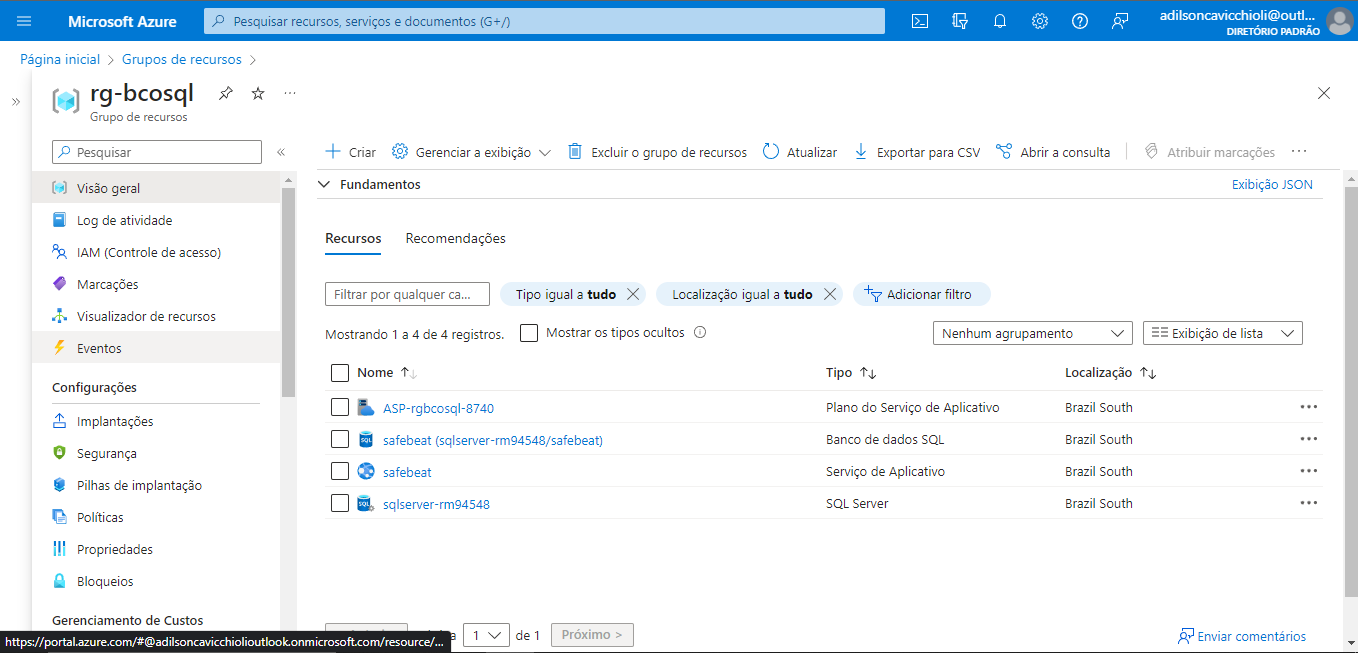 Microsoft Azure
Pesquisar recursos, serviços e documentos (G+/)
adilsoncavicchioli@outl...
DIRETÓRIO PADRÃO
Página inicial > Grupos de recursos >
rg-bcosql
Grupo de recursos
Pesquisar
Criar
Gerenciar a exibição
Excluir o grupo de recursos
Atualizar
Exportar para CSV
Abrir a consulta
Atribuir marcações
Visão geral
Log de atividade
IAM (Controle de acesso)
Marcações
Visualizador de recursos
Eventos
Configurações
Implantações
Segurança
Pilhas de implantação
Políticas
Propriedades
Bloqueios
Gerenciamento de Custos
Fundamentos
Exibição JSON
Recursos
Recomendações
Filtrar por qualquer ca...
Tipo igual a tudo
Localização igual a tudo
Adicionar filtro
Mostrando 1 a 4 de 4 registros.
Mostrar os tipos ocultos
Nenhum agrupamento
Exibição de lista
Nome Tipo Localização
ASP-rgbcosql-8740 Plano do Serviço de Aplicativo Brazil South
safebeat (sqlserver-rm94548/safebeat) Banco de dados SQL Brazil South
safebeat Serviço de Aplicativo Brazil South
sqlserver-rm94548 SQL Server Brazil South
1 de 1
Próximo >
Enviar comentários
https://portal.azure.com/#@adilsoncavicchiolioutlook.onmicrosoft.com/resource/...